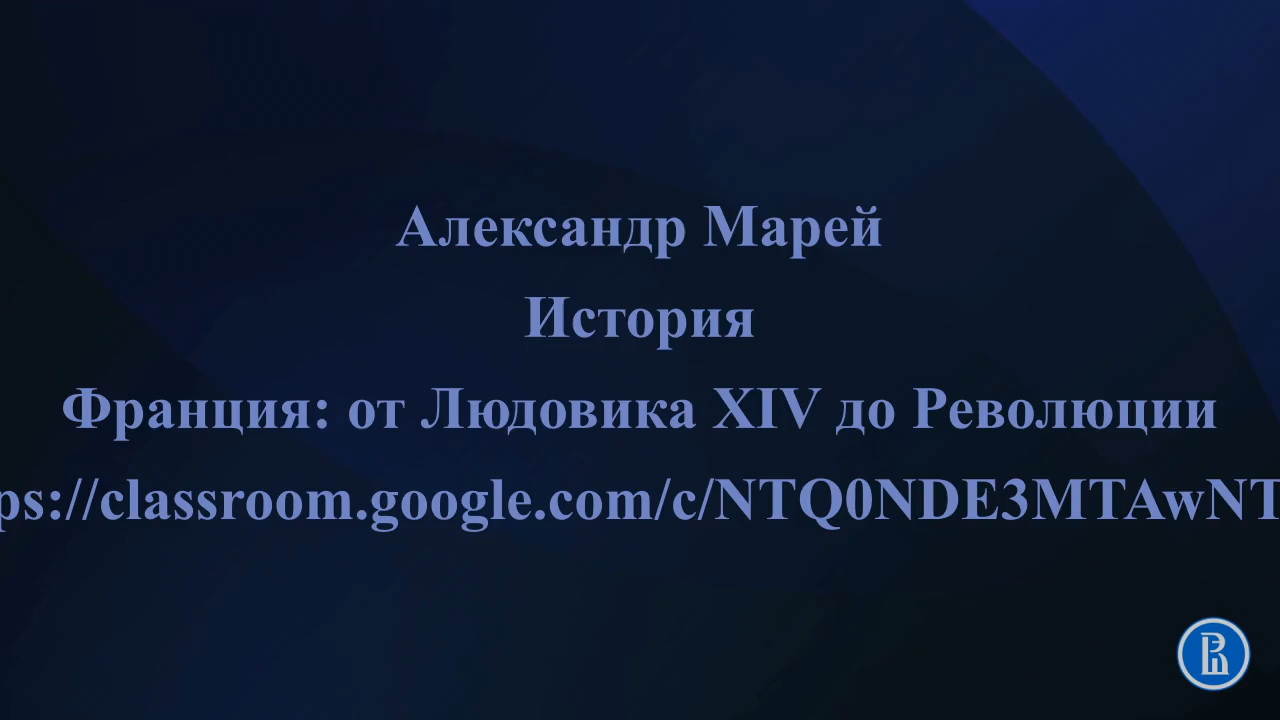 Александр Марей
История
Франция: от Людовика XIV до Революции
ps://classroom.google.com/c/NTQ0NDE3MTAwNT